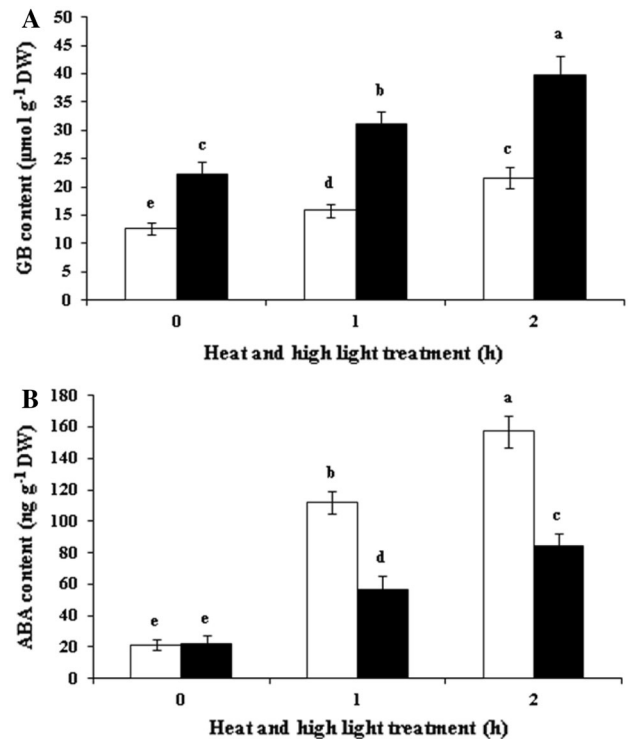 A
GB content (µmol g-1 DW)
50
45
40
35
30
25
20
15
10
5
0
e
c
d
b
c
a
0 1 2
Heat and high light treatment (h)
B
ABA content (ng g-1 DW)
180
160
140
120
100
80
60
40
20
0
e
e
b
d
a
c
0 1 2
Heat and high light treatment (h)